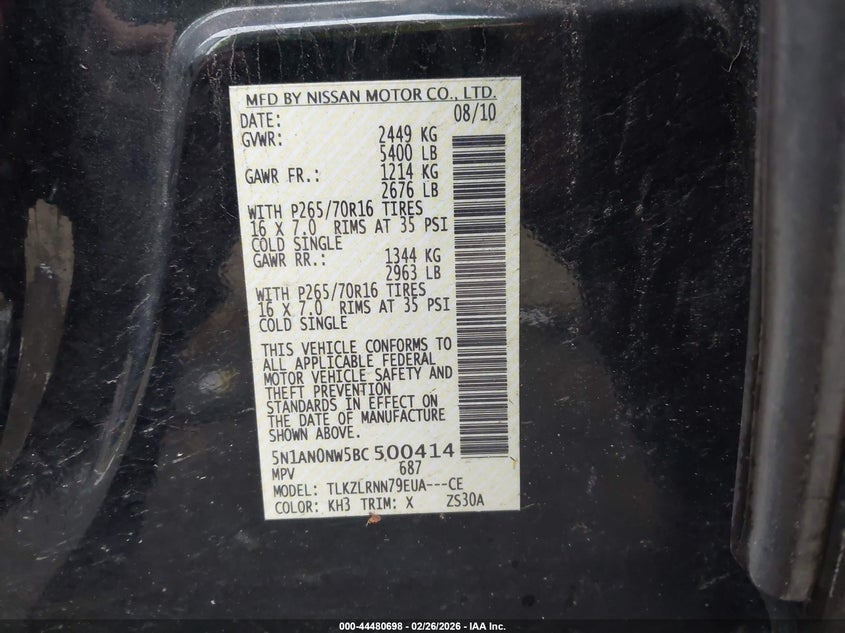 MFD BY NISSAN MOTOR CO., LTD.
DATE: 08/10
GVWR: 2449 KG
5400 LB
GAWR FR.: 1214 KG
2676 LB
WITH P265/70R16 TIRES
16 X 7.0 RIMS AT 35 PSI
COLD SINGLE
GAWR RR.: 1344 KG
2963 LB
WITH P265/70R16 TIRES
16 X 7.0 RIMS AT 35 PSI
COLD SINGLE
THIS VEHICLE CONFORMS TO
ALL APPLICABLE FEDERAL
MOTOR VEHICLE SAFETY AND
THEFT PREVENTION
STANDARDS IN EFFECT ON
THE DATE OF MANUFACTURE
SHOWN ABOVE.
5N1AN0NW5BC500414
MPV 687
MODEL: TLKZLRNN79EUA---CE
COLOR: KH3 TRIM: X ZS30A
000-44480698 - 02/26/2026 - IAA Inc.